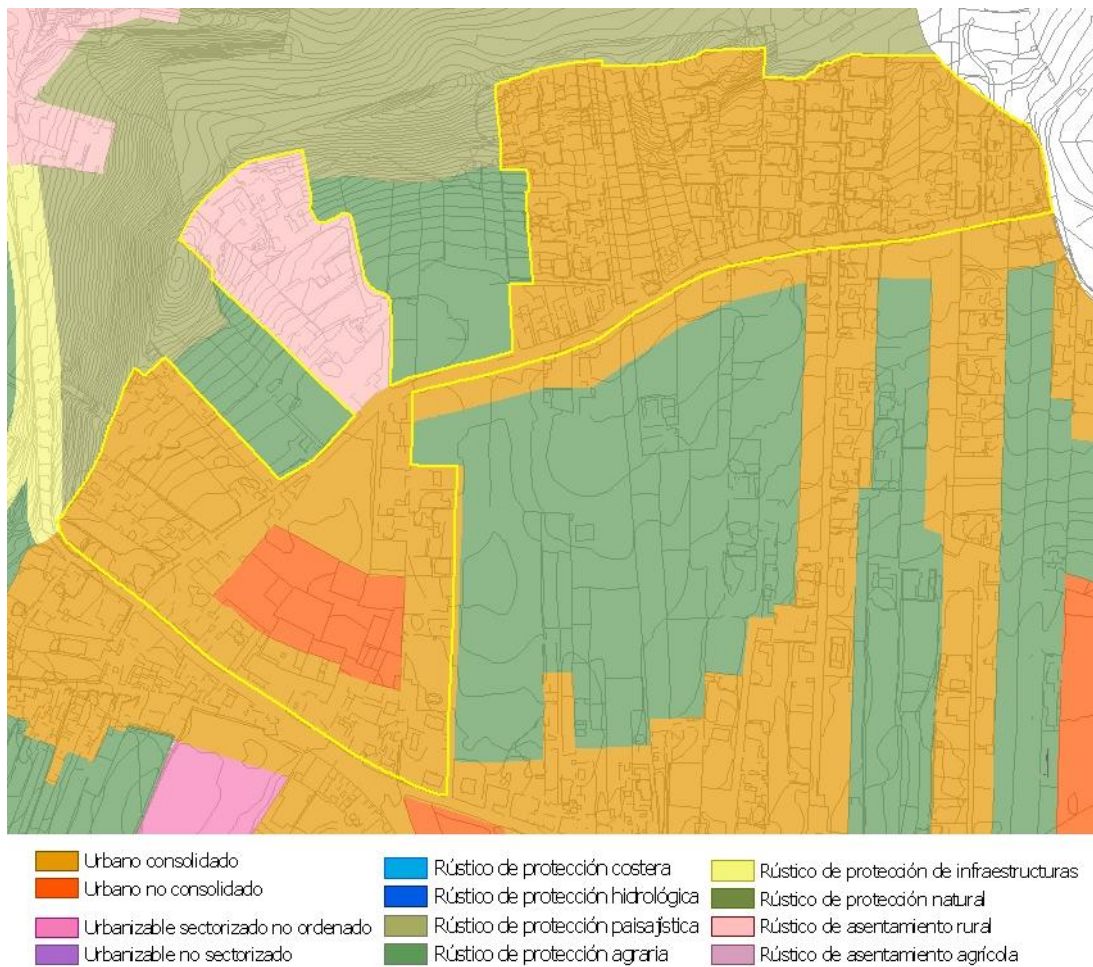 Urbano consolidado
Urbano no consolidado
Urbanizable sectorizado no ordenado
Urbanizable no sectorizado
Rústico de protección costera
Rústico de protección hidrológica
Rústico de protección paisajística
Rústico de protección agraria
Rústico de protección de infraestructuras
Rústico de protección natural
Rústico de asentamiento rural
Rústico de asentamiento agrícola